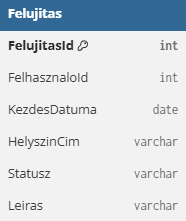 Felujitas
FelujitasId int
FelhasznaloId int
KezdesDatuma date
HelyszinCim varchar
Statusz varchar
Leiras varchar